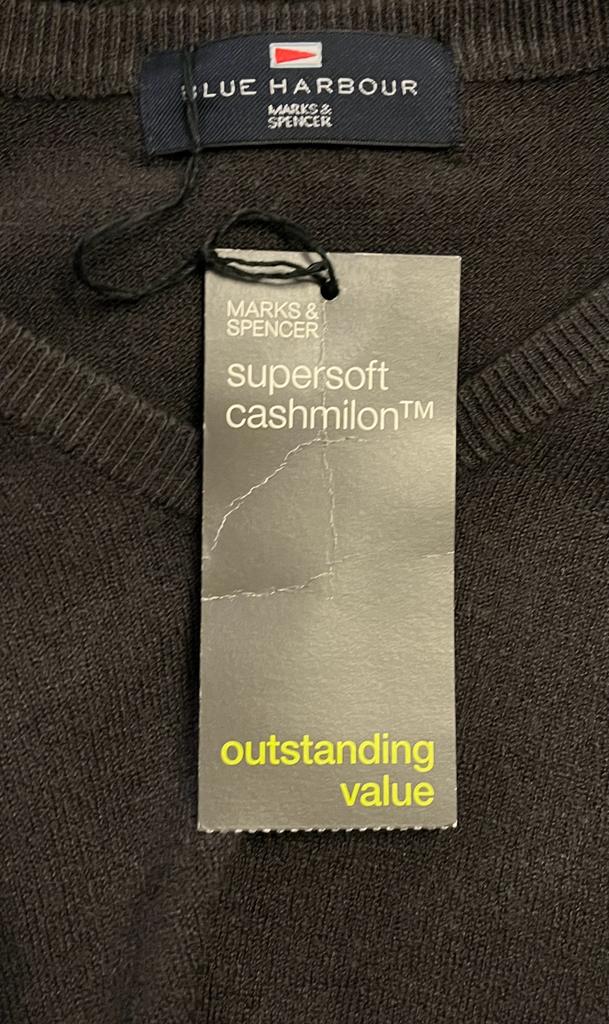 BLUE HARBOUR
MARKS &
SPENCER
MARKS &
SPENCER
supersoft
cashmilon™
outstanding
value